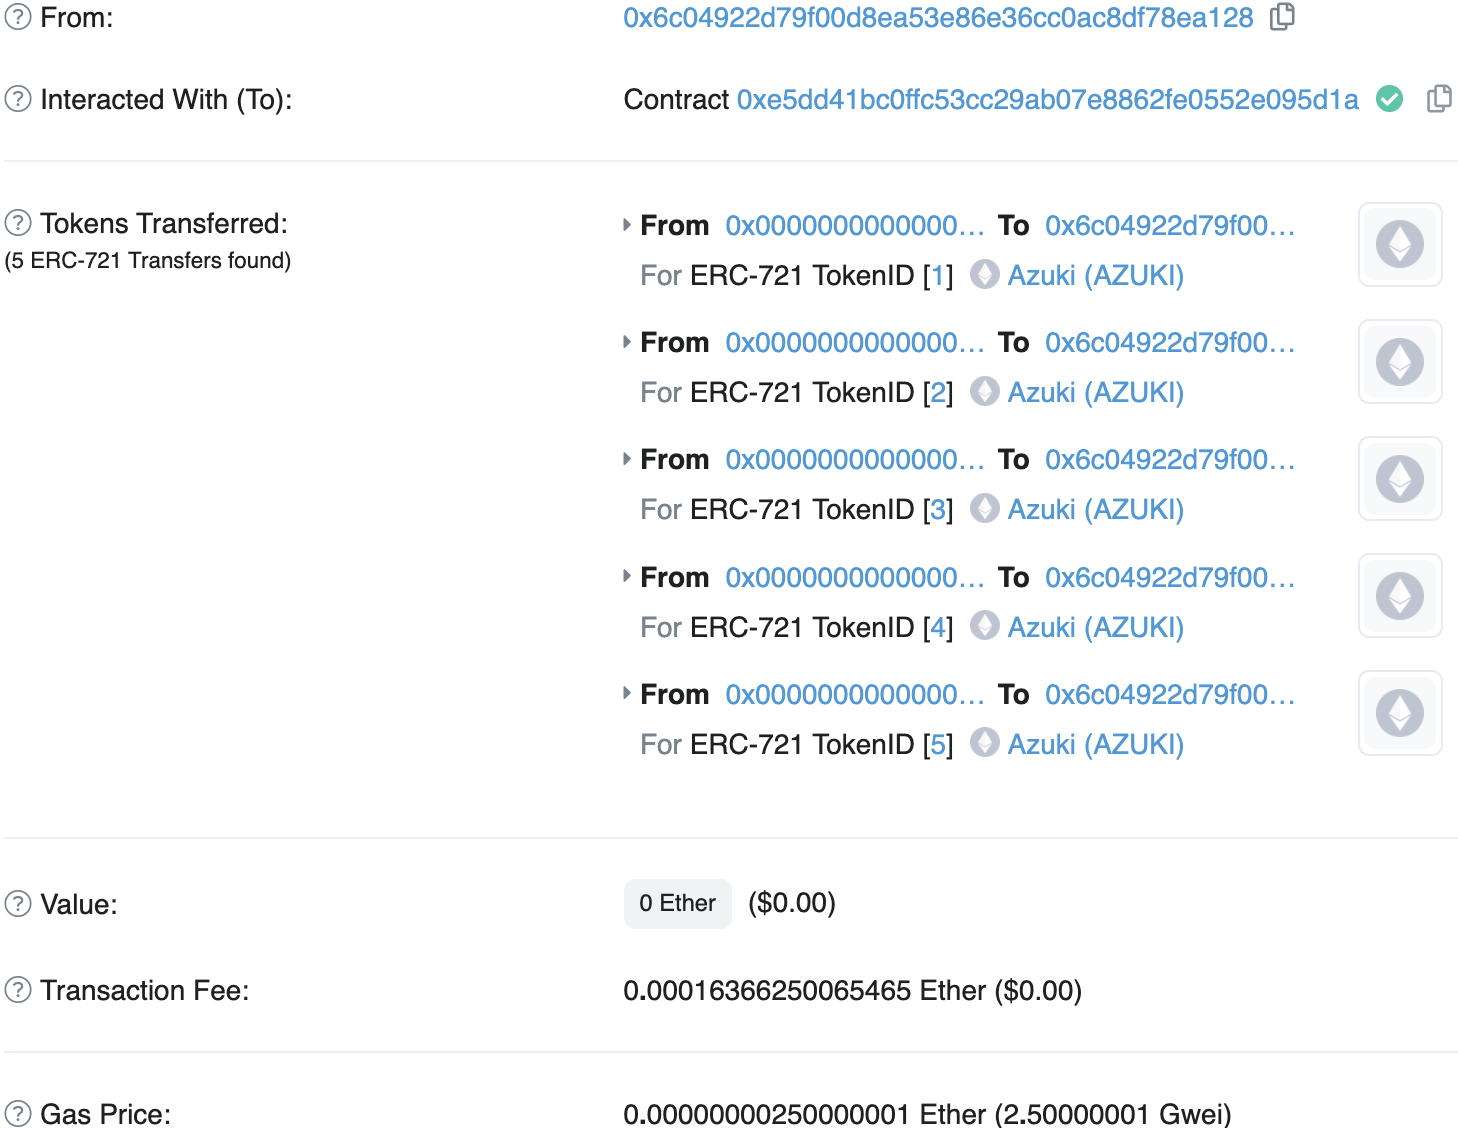 From: 0x6c04922d79f00d8ea53e86e36cc0ac8df78ea128
Interacted With (To): Contract 0xe5dd41bc0ffc53cc29ab07e8862fe0552e095d1a
Tokens Transferred:
(5 ERC-721 Transfers found)
From 0x0000000000000... To 0x6c04922d79f00...
For ERC-721 TokenID [1] Azuki (AZUKI)
From 0x0000000000000... To 0x6c04922d79f00...
For ERC-721 TokenID [2] Azuki (AZUKI)
From 0x0000000000000... To 0x6c04922d79f00...
For ERC-721 TokenID [3] Azuki (AZUKI)
From 0x0000000000000... To 0x6c04922d79f00...
For ERC-721 TokenID [4] Azuki (AZUKI)
From 0x0000000000000... To 0x6c04922d79f00...
For ERC-721 TokenID [5] Azuki (AZUKI)
Value: 0 Ether ($0.00)
Transaction Fee: 0.00016366250065465 Ether ($0.00)
Gas Price: 0.00000000250000001 Ether (2.50000001 Gwei)